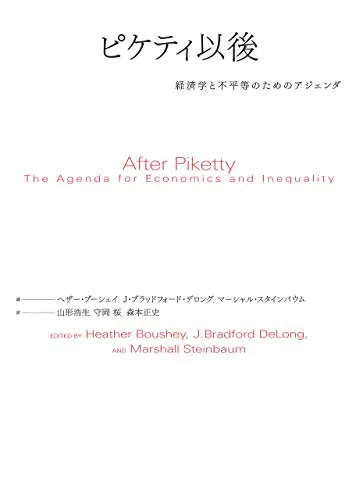 ピケティ以後
経済学と不平等のためのアジェンダ
After Piketty
The Agenda for Economics and Inequality
編────ヘザー・ブーシェイ, J・ブラッドフォード・デロング, マーシャル・スタインバウム
訳────山形浩生, 守岡 桜, 森本正史
EDITED BY Heather Boushey, J.Bradford DeLong,
AND Marshall Steinbaum